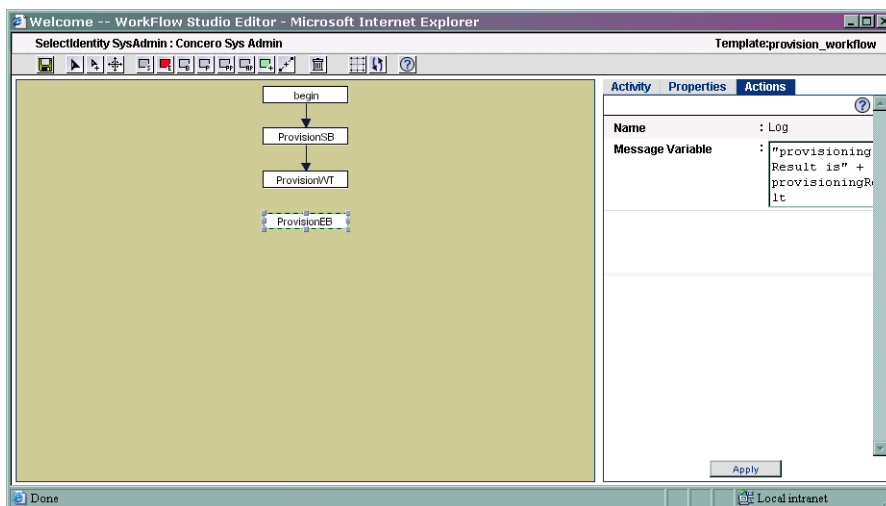 Welcome -- WorkFlow Studio Editor - Microsoft Internet Explorer
SelectIdentity SysAdmin : Concero Sys Admin
Template:provision_workflow
Activity Properties Actions
begin
ProvisionSB
ProvisionWT
ProvisionEB
Name : Log
Message Variable : "provisioning
Result is" +
provisioningR
lt
Apply
Done
Local intranet